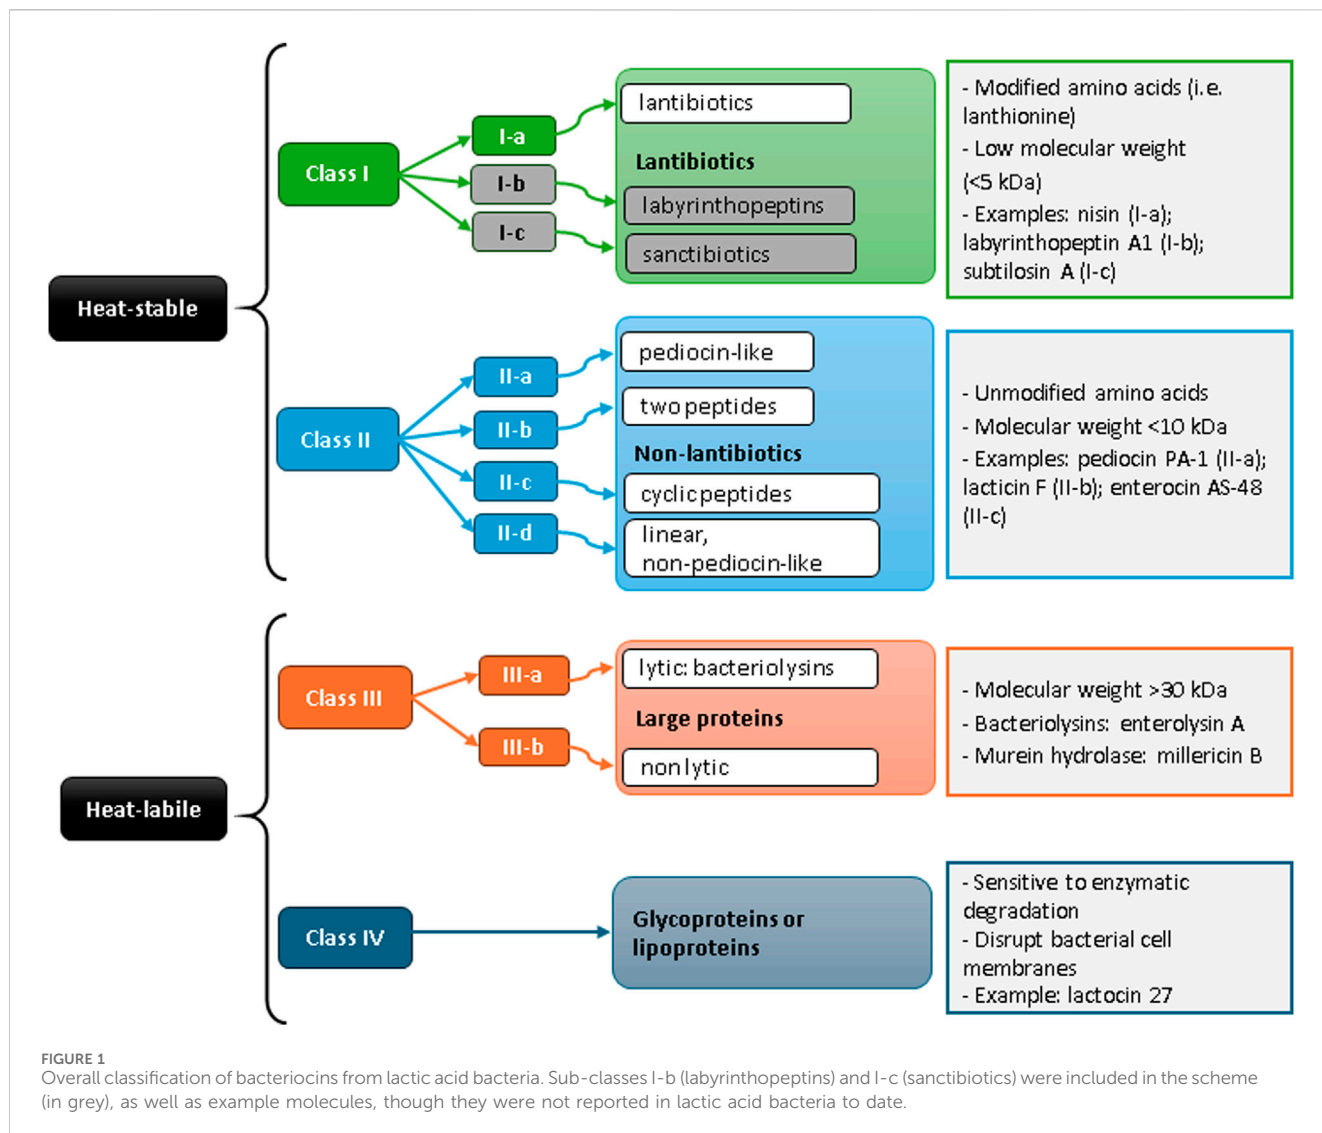 Heat-stable
Class I
I-a
I-b
I-c
lantibiotics
Lantibiotics
labyrinthopeptins
sanctibiotics
- Modified amino acids (i.e.
lanthionine)
- Low molecular weight
(<5 kDa)
- Examples: nisin (I-a);
labyrinthopeptin A1 (I-b);
subtilosin A (I-c)
Class II
II-a
II-b
II-c
II-d
pediocin-like
two peptides
Non-lantibiotics
cyclic peptides
linear,
non-pediocin-like
- Unmodified amino acids
- Molecular weight <10 kDa
- Examples: pediocin PA-1 (II-a);
lacticin F (II-b); enterocin AS-48
(II-c)
Heat-labile
Class III
III-a
III-b
lytic: bacteriolysins
Large proteins
non lytic
- Molecular weight >30 kDa
- Bacteriolysins: enterolysin A
- Murein hydrolase: millericin B
Class IV
Glycoproteins or
lipoproteins
- Sensitive to enzymatic
degradation
- Disrupt bacterial cell
membranes
- Example: lactocin 27
FIGURE 1
Overall classification of bacteriocins from lactic acid bacteria. Sub-classes I-b (labyrinthopeptins) and I-c (sanctibiotics) were included in the scheme
(in grey), as well as example molecules, though they were not reported in lactic acid bacteria to date.